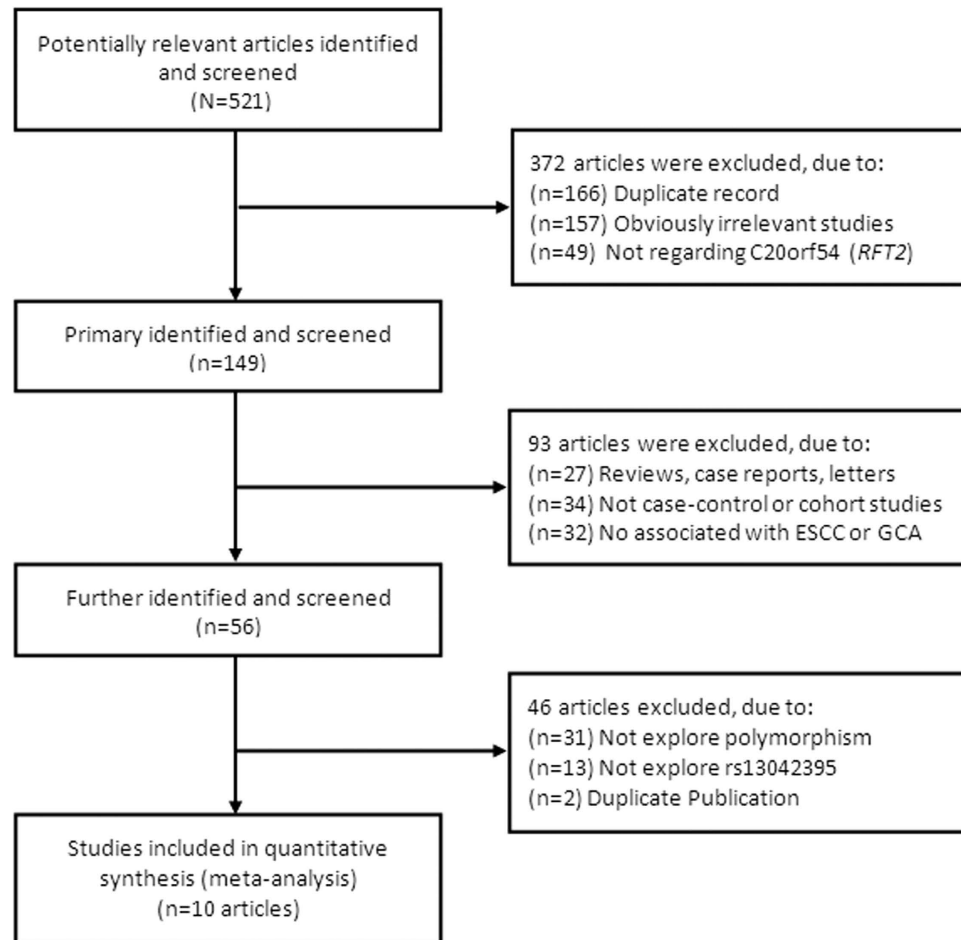 Potentially relevant articles identified
and screened
(N=521)
372 articles were excluded, due to:
(n=166) Duplicate record
(n=157) Obviously irrelevant studies
(n=49) Not regarding C20orf54 (RFT2)
Primary identified and screened
(n=149)
93 articles were excluded, due to:
(n=27) Reviews, case reports, letters
(n=34) Not case-control or cohort studies
(n=32) No associated with ESCC or GCA
Further identified and screened
(n=56)
46 articles excluded, due to:
(n=31) Not explore polymorphism
(n=13) Not explore rs13042395
(n=2) Duplicate Publication
Studies included in quantitative
synthesis (meta-analysis)
(n=10 articles)